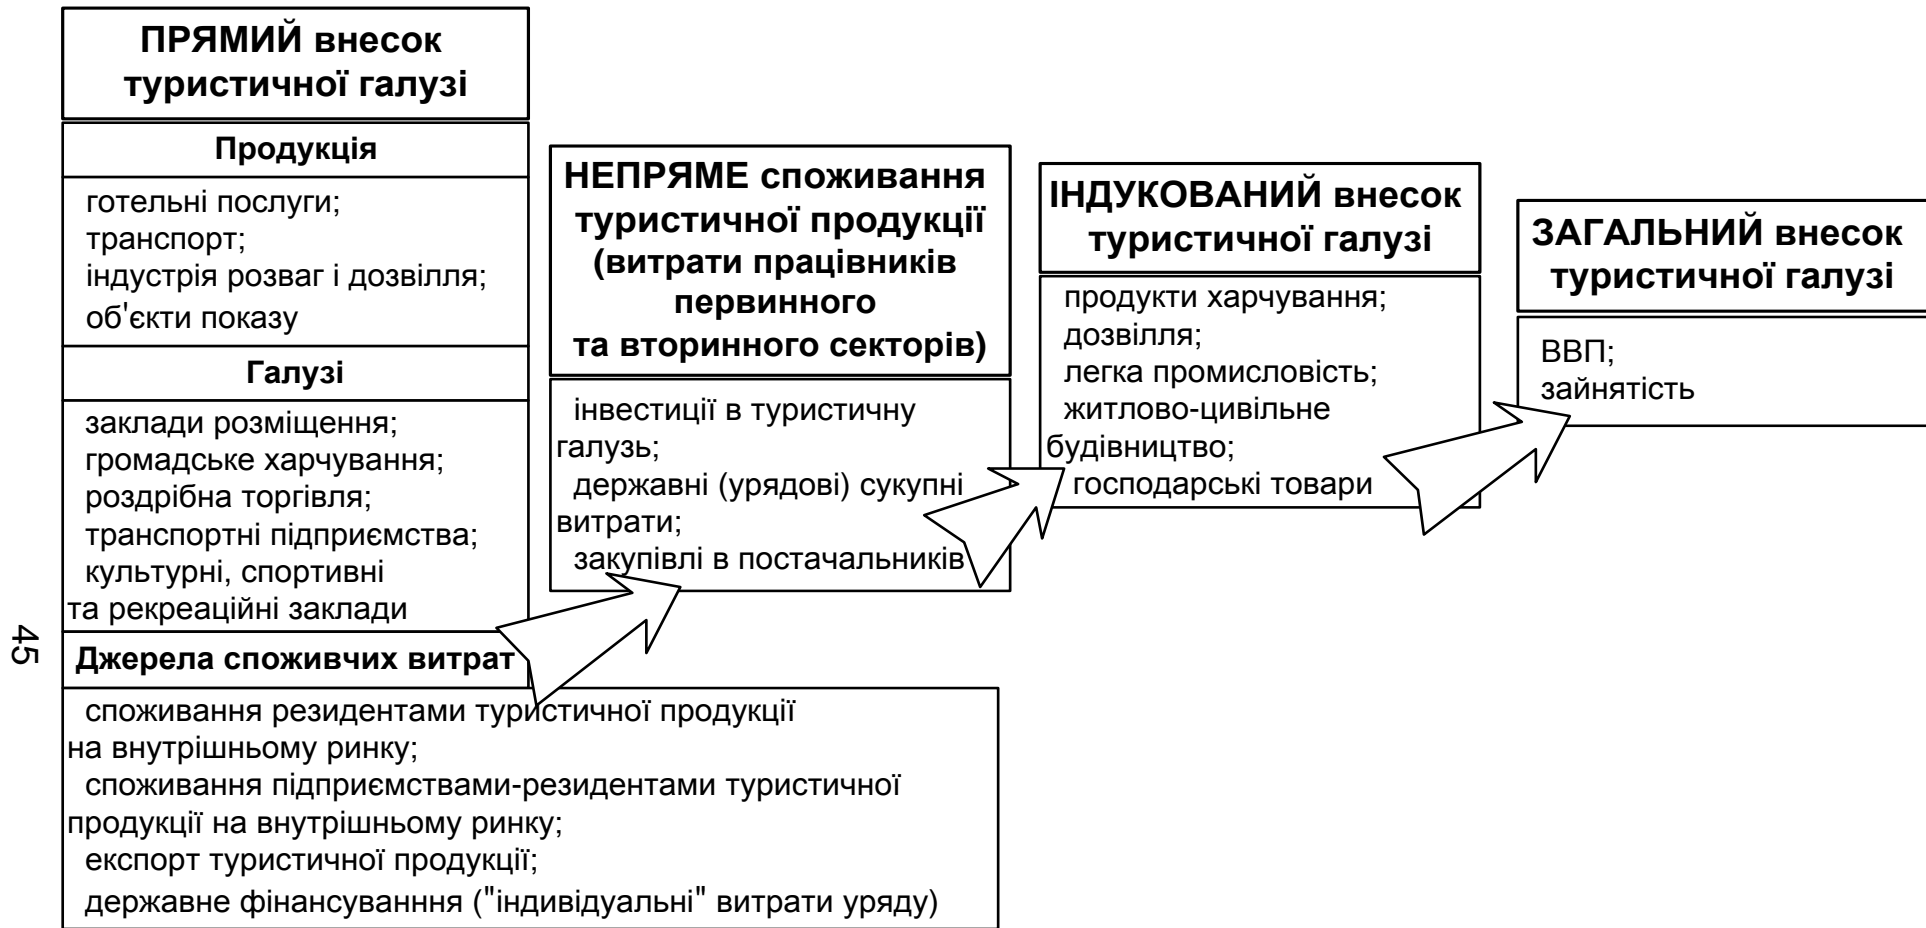 ПРЯМИЙ внесок
туристичної галузі
Продукція
готельні послуги;
транспорт;
індустрія розваг і дозвілля;
об'єкти показу
Галузі
заклади розміщення;
громадське харчування;
роздрібна торгівля;
транспортні підприємства;
культурні, спортивні
та рекреаційні заклади
Джерела споживчих витрат
споживання резидентами туристичної продукції
на внутрішньому ринку;
споживання підприємствами-резидентами туристичної
продукції на внутрішньому ринку;
експорт туристичної продукції;
державне фінансуванння ("індивідуальні" витрати уряду)
НЕПРЯМЕ споживання
туристичної продукції
(витрати працівників
первинного
та вторинного секторів)
інвестиції в туристичну
галузь;
державні (урядові) сукупні
витрати;
закупівлі в постачальників
ІНДУКОВАНИЙ внесок
туристичної галузі
продукти харчування;
дозвілля;
легка промисловість;
житлово-цивільне
будівництво;
господарські товари
ЗАГАЛЬНИЙ внесок
туристичної галузі
ВВП;
зайнятість
45